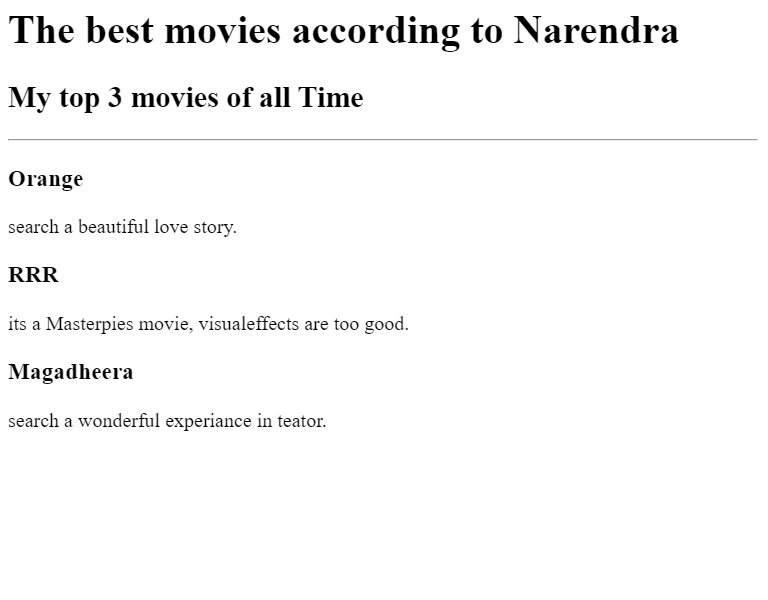 The best movies according to Narendra
My top 3 movies of all Time
Orange
search a beautiful love story.
RRR
its a Masterpies movie, visualeffects are too good.
Magadheera
search a wonderful experiance in teator.